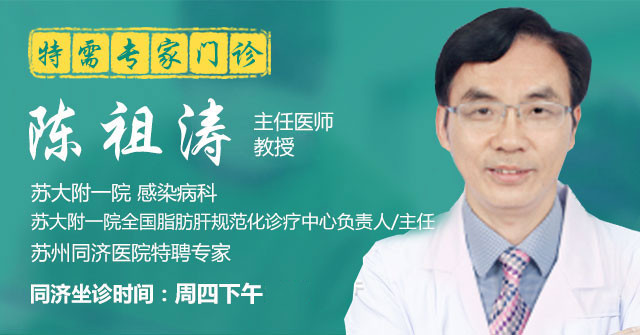 特需专家门诊
陈祖涛
主任医师
教授
苏大附一院 感染病科
苏大附一院全国脂肪肝规范化诊疗中心负责人/主任
苏州同济医院特聘专家
同济坐诊时间：周四下午